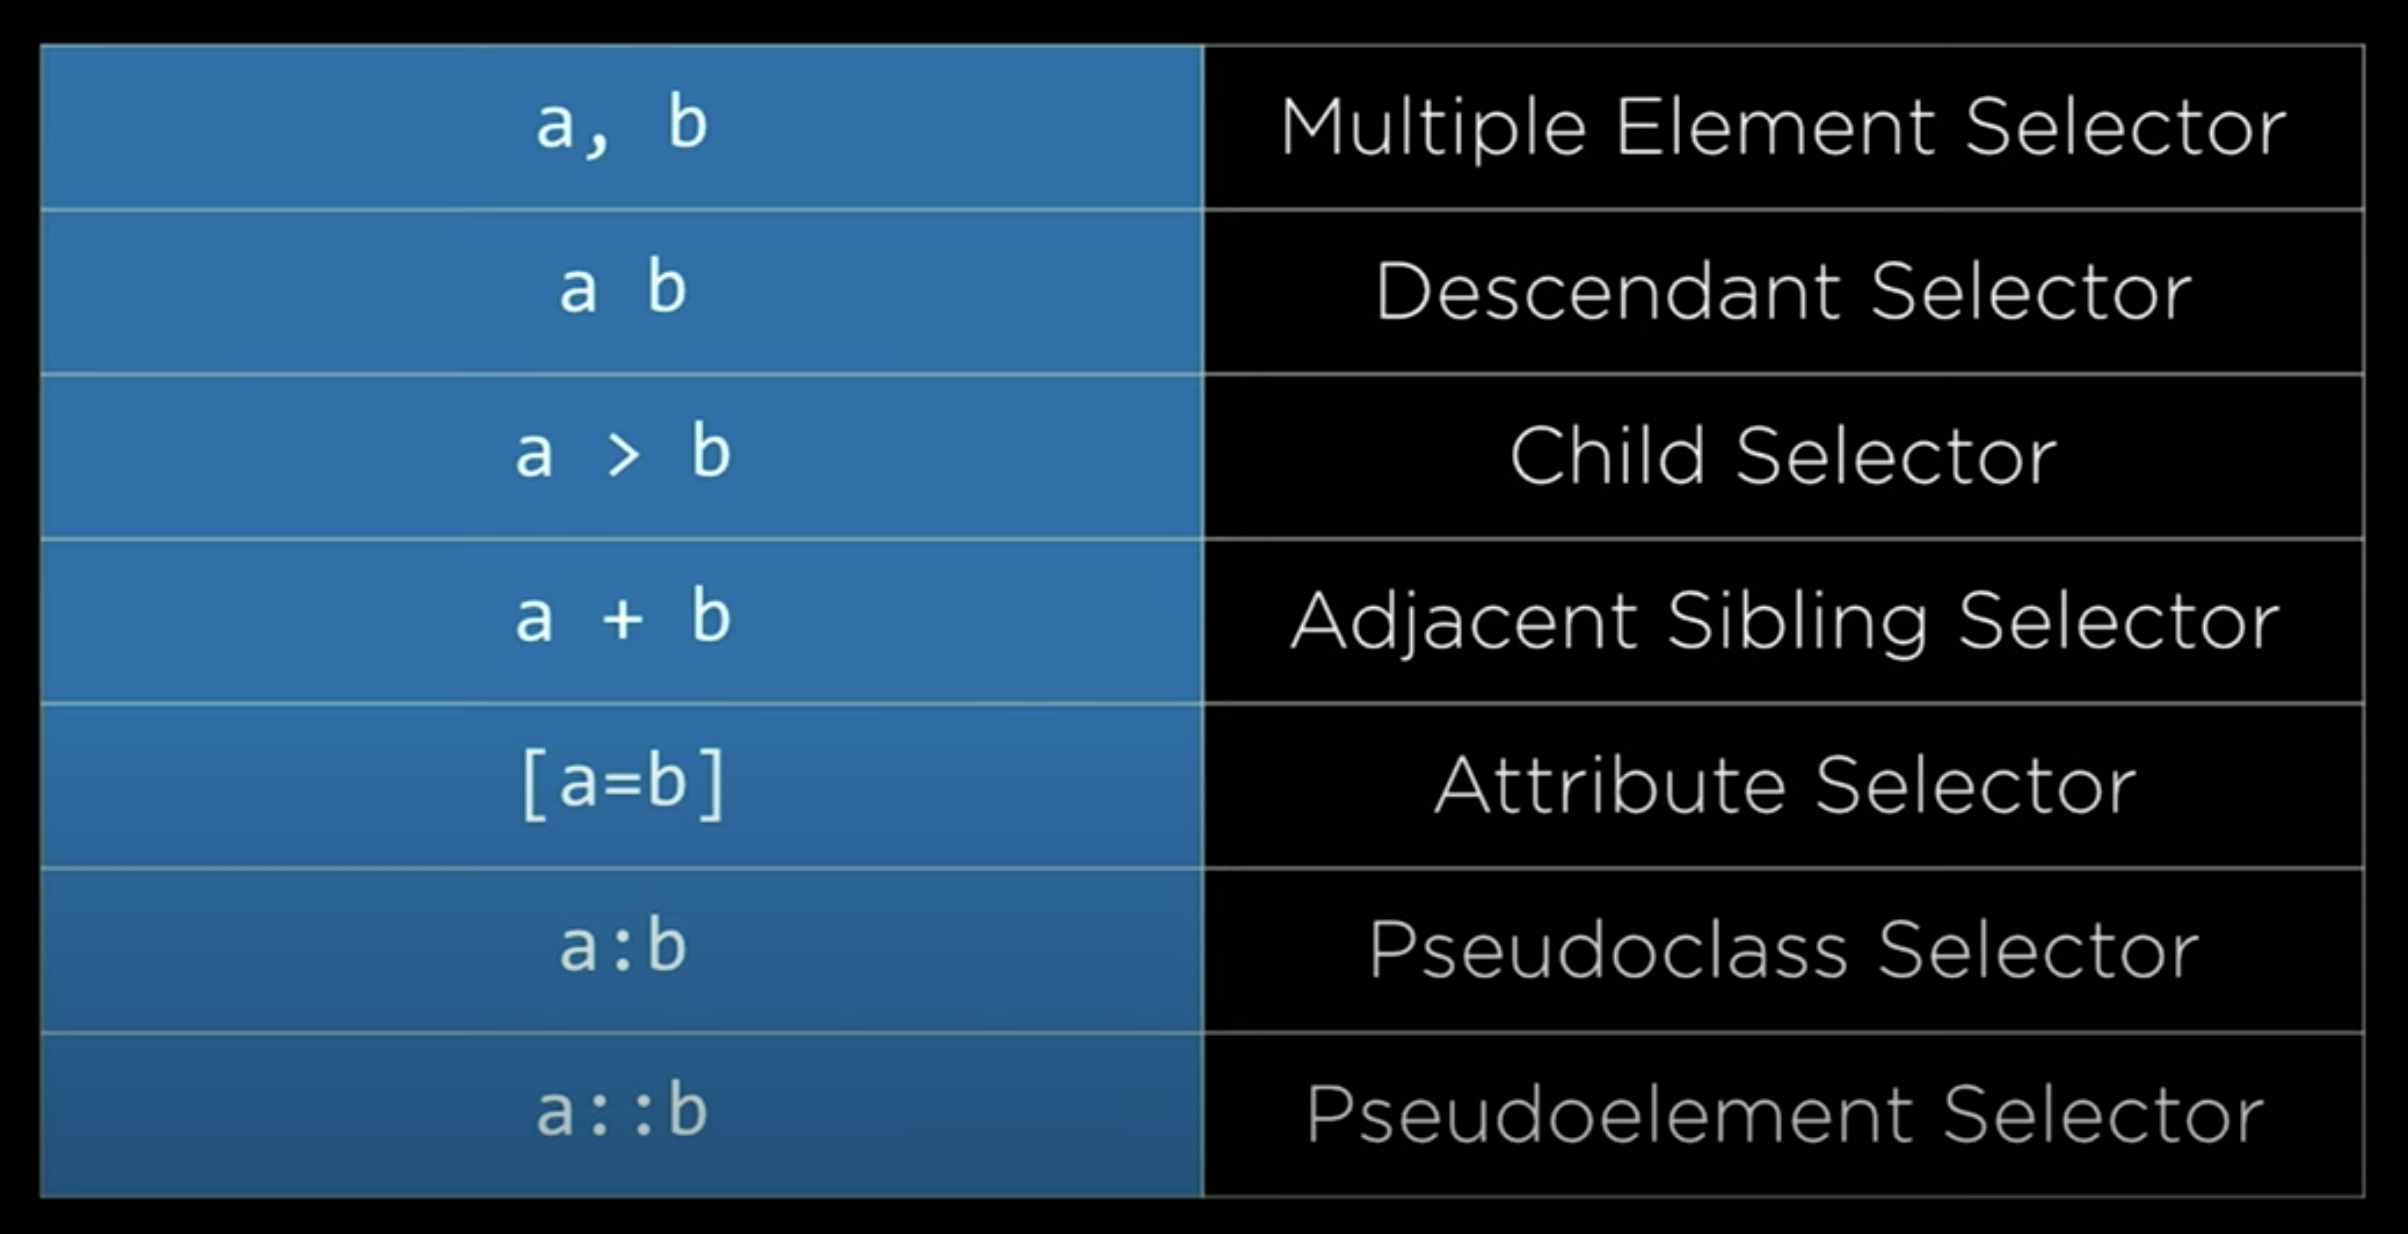 a, b
Multiple Element Selector
a b
Descendant Selector
a > b
Child Selector
a + b
Adjacent Sibling Selector
[a=b]
Attribute Selector
a:b
Pseudoclass Selector
a::b
Pseudoelement Selector